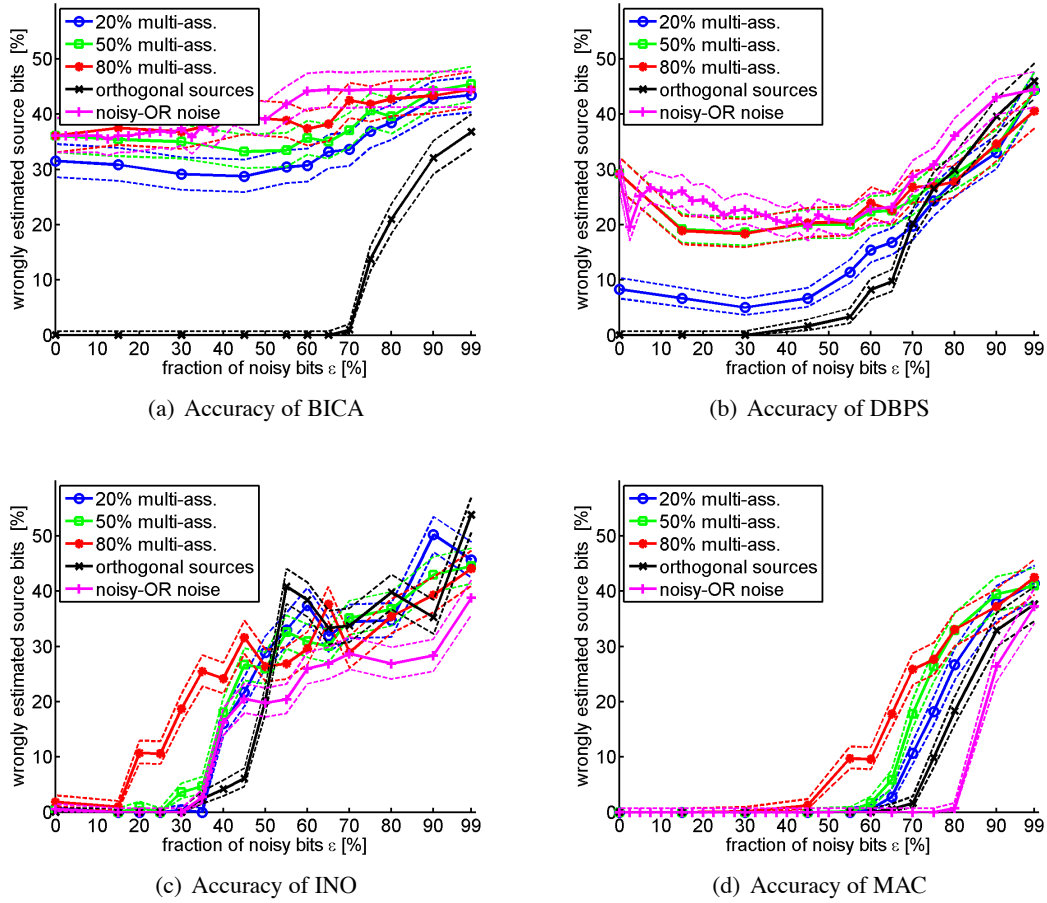 wrongly estimated source bits [%]
50
40
30
20
10
0
20% multi-ass.
50% multi-ass.
80% multi-ass.
orthogonal sources
noisy-OR noise
0 10 20 30 40 50 60 70 80 90 99
fraction of noisy bits ε [%]
(a) Accuracy of BICA
wrongly estimated source bits [%]
50
40
30
20
10
0
20% multi-ass.
50% multi-ass.
80% multi-ass.
orthogonal sources
noisy-OR noise
0 10 20 30 40 50 60 70 80 90 99
fraction of noisy bits ε [%]
(b) Accuracy of DBPS
wrongly estimated source bits [%]
50
40
30
20
10
0
20% multi-ass.
50% multi-ass.
80% multi-ass.
orthogonal sources
noisy-OR noise
0 10 20 30 40 50 60 70 80 90 99
fraction of noisy bits ε [%]
(c) Accuracy of INO
wrongly estimated source bits [%]
50
40
30
20
10
0
20% multi-ass.
50% multi-ass.
80% multi-ass.
orthogonal sources
noisy-OR noise
0 10 20 30 40 50 60 70 80 90 99
fraction of noisy bits ε [%]
(d) Accuracy of MAC